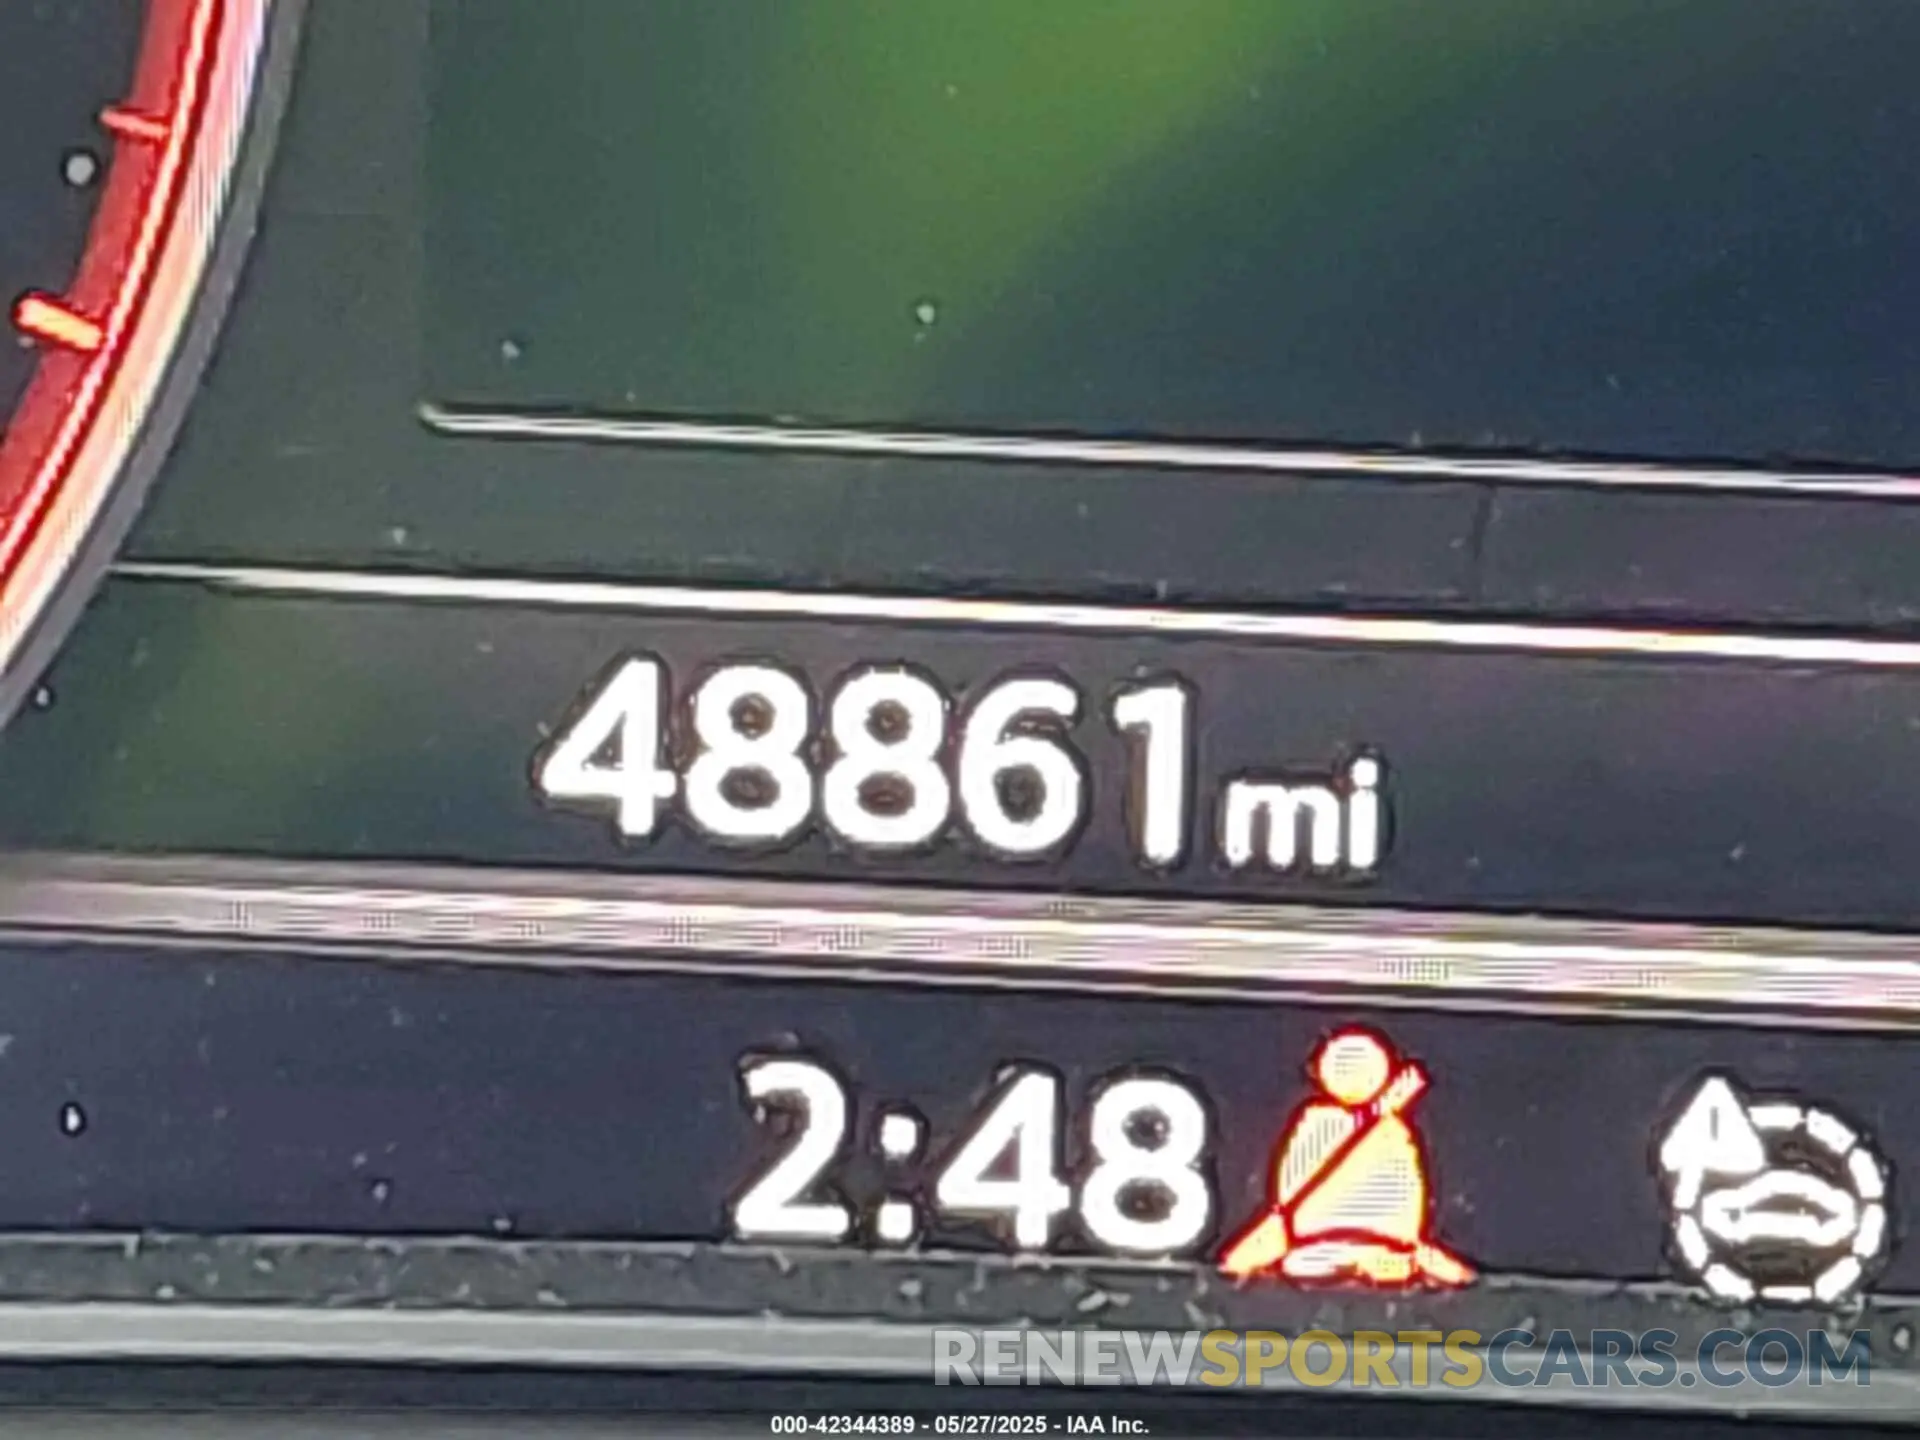 48861 mi
2:48
RENEWSPORTSCARS.COM
000-42344389 - 05/27/2025 - IAA Inc.